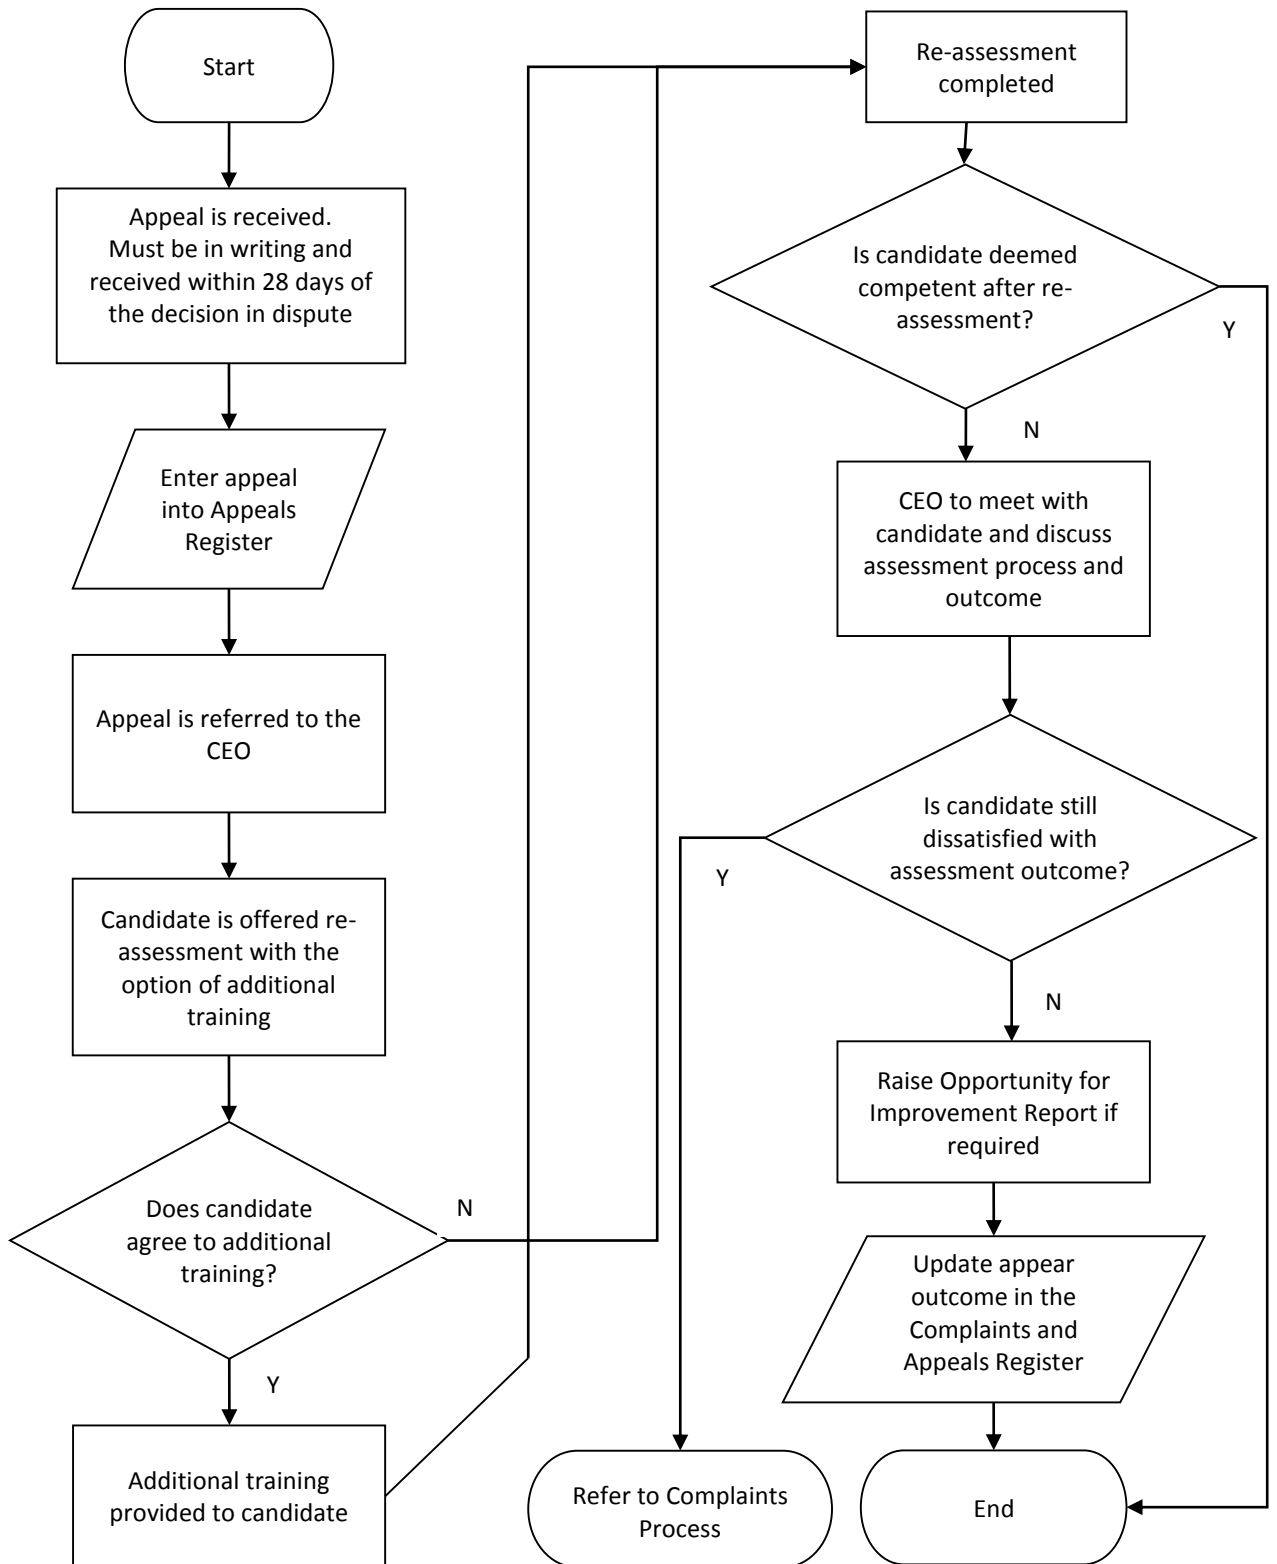 Start
Appeal is received.
Must be in writing and
received within 28 days of
the decision in dispute
Enter appeal
into Appeals
Register
Appeal is referred to the
CEO
Candidate is offered re-
assessment with the
option of additional
training
Does candidate
agree to additional
training?
N
Y
Additional training
provided to candidate
Re-assessment
completed
Is candidate deemed
competent after re-
assessment?
Y
N
CEO to meet with
candidate and discuss
assessment process and
outcome
Is candidate still
dissatisfied with
assessment outcome?
Y
N
Raise Opportunity for
Improvement Report if
required
Update appear
outcome in the
Complaints and
Appeals Register
Refer to Complaints
Process
End